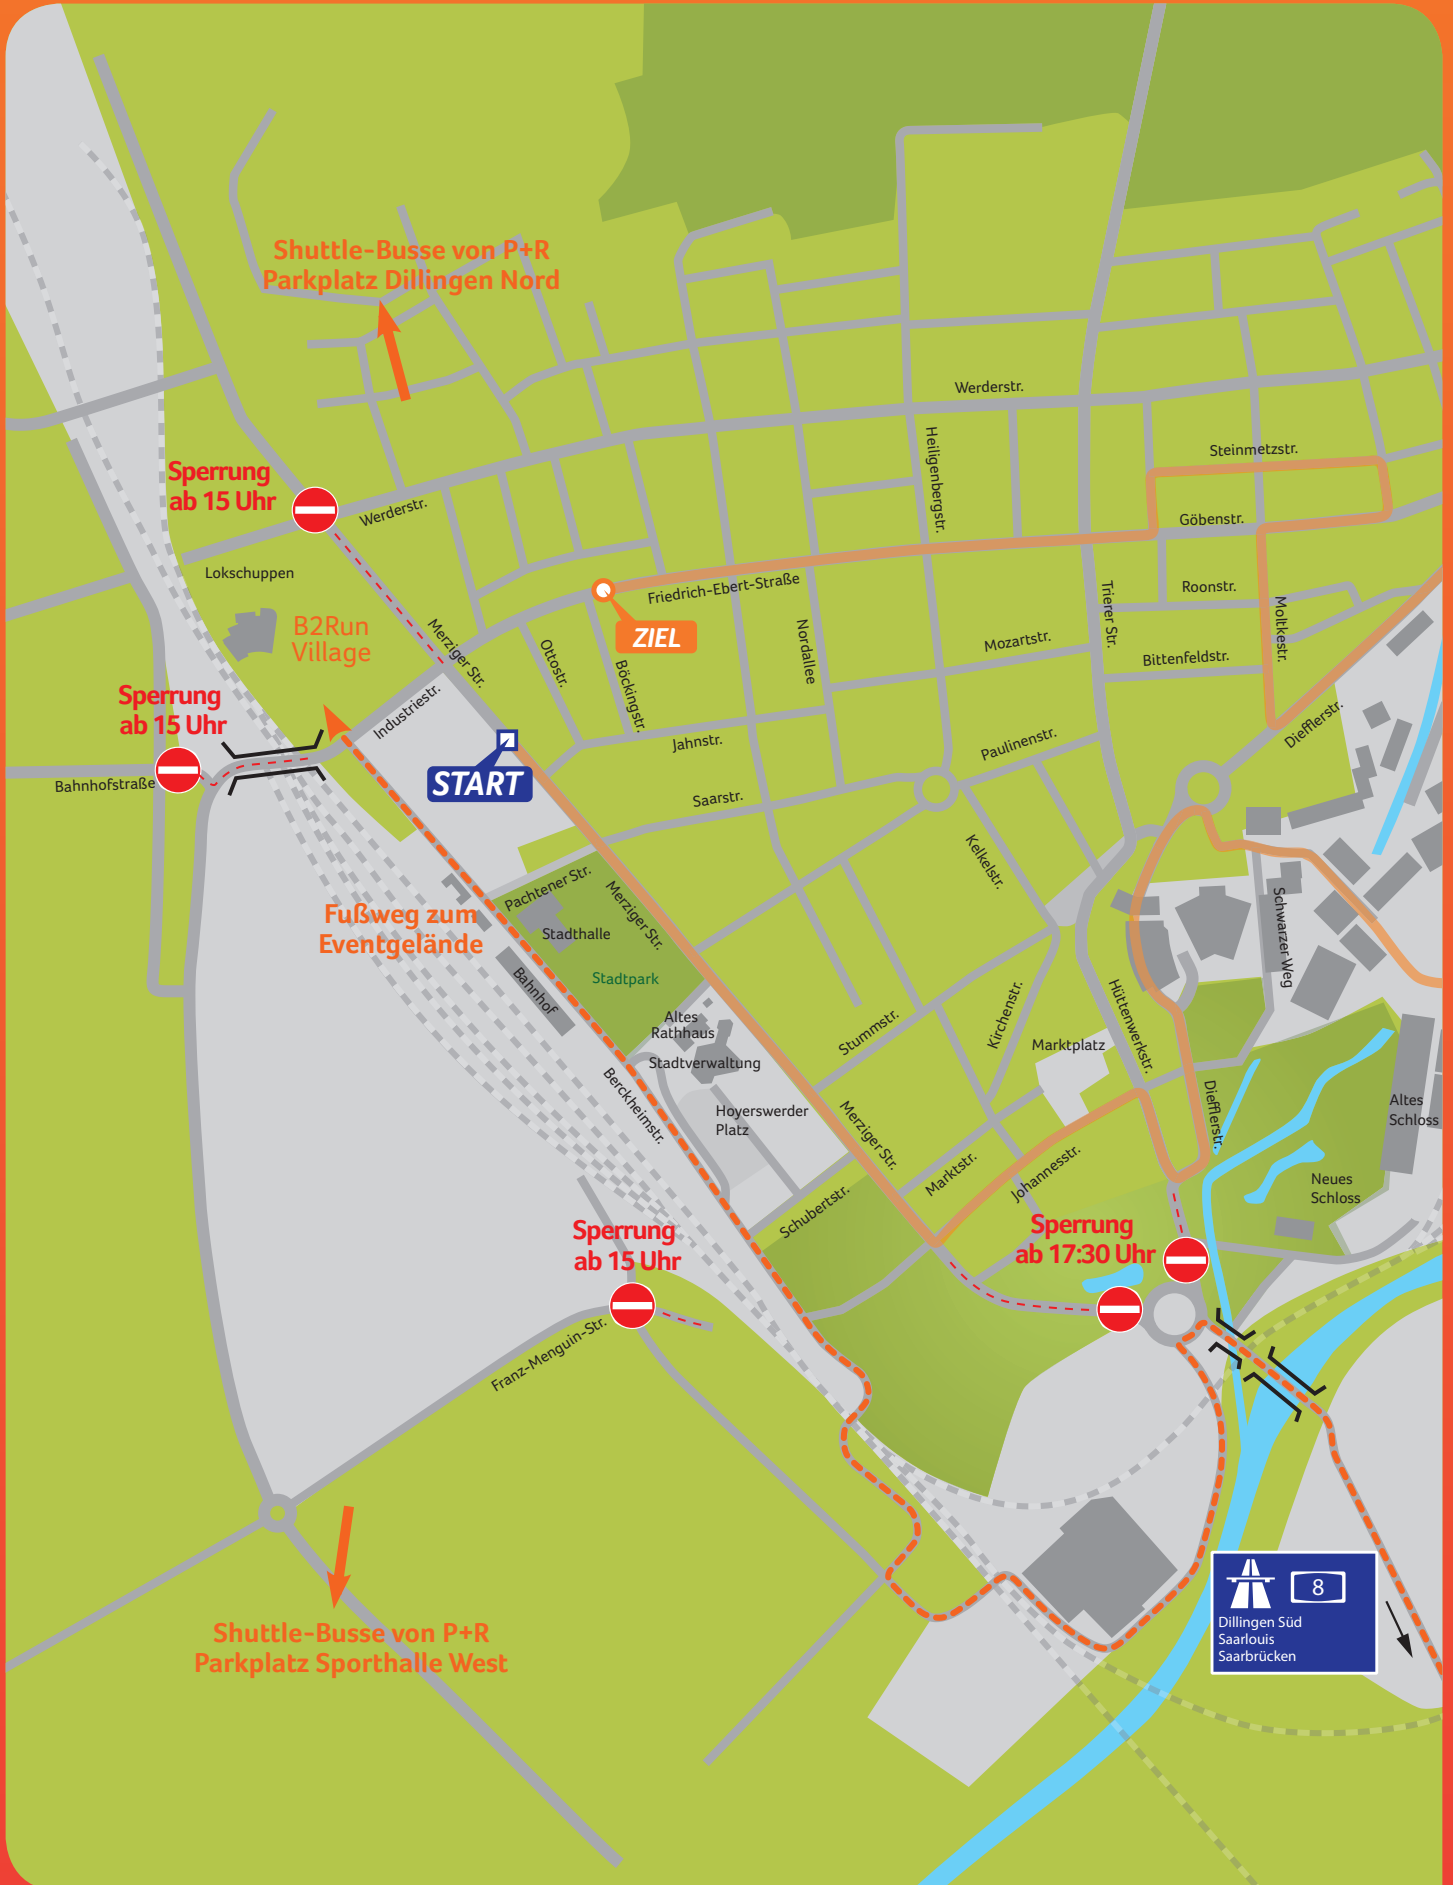 Shuttle-Busse von P+R
Parkplatz Dillingen Nord
Werderstr.
Steinmetzstr.
Heiligenbergstr.
Sperrung
ab 15 Uhr
Werderstr.
Göbenstr.
Lokschuppen
Friedrich-Ebert-Straße
Roonstr.
Trierer Str.
Moltkestr.
B2Run
Village
Merziger Str.
ZIEL
Ottostr.
Böckingstr.
Nordallee
Mozartstr.
Bittenfeldstr.
Sperrung
ab 15 Uhr
Industriestr.
Jahnstr.
Paulinenstr.
Diefflerstr.
Bahnhofstraße
START
Saarstr.
Kelkelstr.
Pachtener Str.
Merziger Str.
Schwarzer Weg
Fußweg zum
Eventgelände
Stadthalle
Stadtpark
Bahnhof
Altes
Rathhaus
Stadtverwaltung
Stummstr.
Kirchenstr.
Marktplatz
Hüttenwerkstr.
Berckheimstr.
Hoyerswerder
Platz
Merziger Str.
Diefflerstr.
Altes
Schloss
Marktstr.
Johannesstr.
Neues
Schloss
Schubertstr.
Sperrung
ab 15 Uhr
Sperrung
ab 17:30 Uhr
Franz-Menguin-Str.
8
Dillingen Süd
Saarlouis
Saarbrücken
Shuttle-Busse von P+R
Parkplatz Sporthalle West